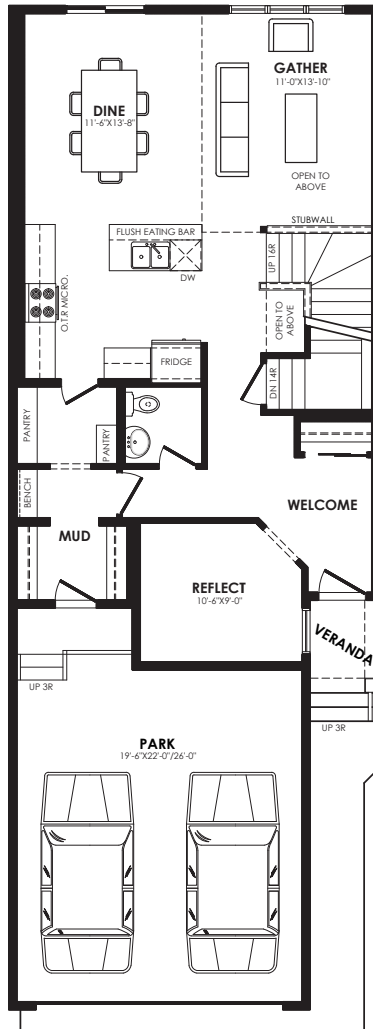 GATHER
11'-0"X13'-10"
DINE
11'-6"X13'-8"
OPEN TO
ABOVE
STUBWALL
FLUSH EATING BAR
UP 16R
DW
O.T.R MICRO.
OPEN TO
ABOVE
FRIDGE
DN 14R
PANTRY
PANTRY
BENCH
WELCOME
MUD
REFLECT
10'-6"X9'-0"
VERANDA
UP 3R
UP 3R
PARK
19'-6"X22'-0"/26'-0"